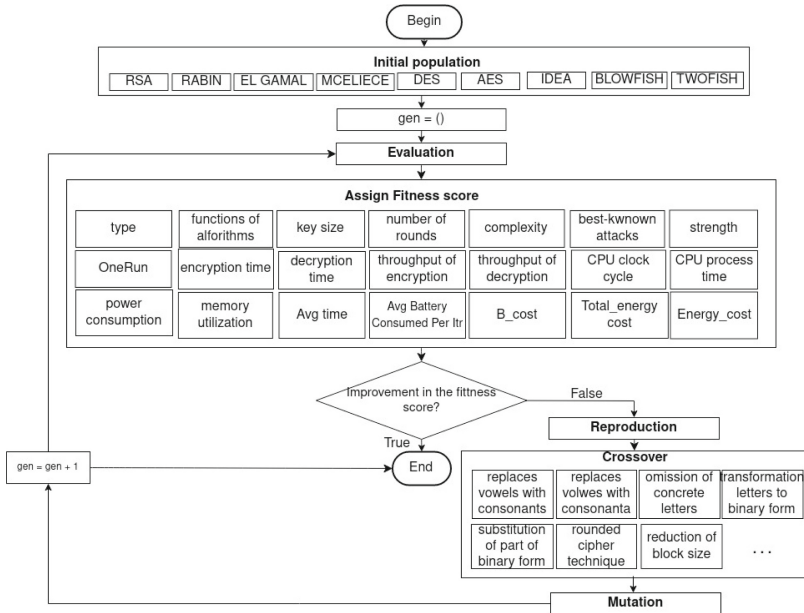 Begin
Initial population
RSA RABIN EL GAMAL MCELIECE DES AES IDEA BLOWFISH TWOFISH
gen = ()
Evaluation
Assign Fitness score
type
functions of
alforithms
key size
number of
rounds
complexity
best-kwnown
attacks
strength
OneRun
encryption time
decryption
time
throughput of
encryption
throughput of
decryption
CPU clock
cycle
CPU process
time
power
consumption
memory
utilization
Avg time
Avg Battery
Consumed Per Itr
B_cost
Total_energy
cost
Energy_cost
Improvement in the fittness
score?
False
True
Reproduction
End
gen = gen + 1
Crossover
replaces
vowels with
consonants
replaces
volwes with
consonanta
omission of
concrete
letters
transformation
letters to
binary form
substitution
of part of
binary form
rounded
cipher
technique
reduction of
block size
. . .
Mutation